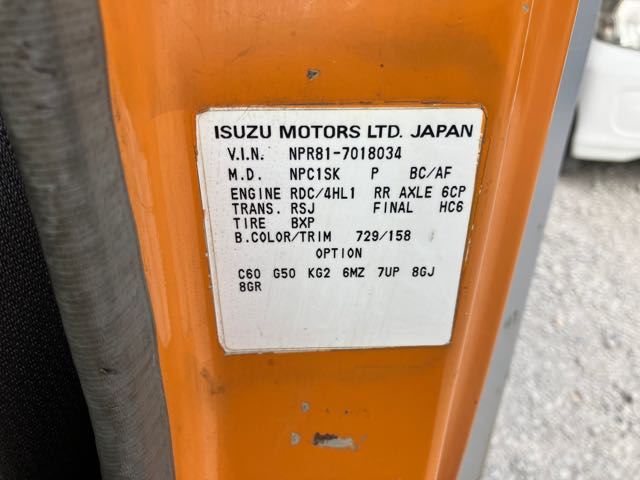 ISUZU MOTORS LTD. JAPAN
V.I.N. NPR81-7018034
M.D. NPC1SK P BC/AF
ENGINE RDC/4HL1 RR AXLE 6CP
TRANS. RSJ FINAL HC6
TIRE BXP
B.COLOR/TRIM 729/158
OPTION
C60 G50 KG2 6MZ 7UP 8GJ
8GR